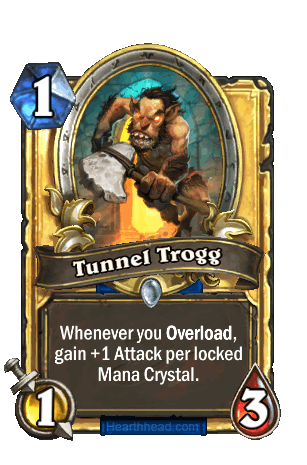 1
Tunnel Trogg
Whenever you Overload,
gain +1 Attack per locked
Mana Crystal.
1
3
Hearthhead.com